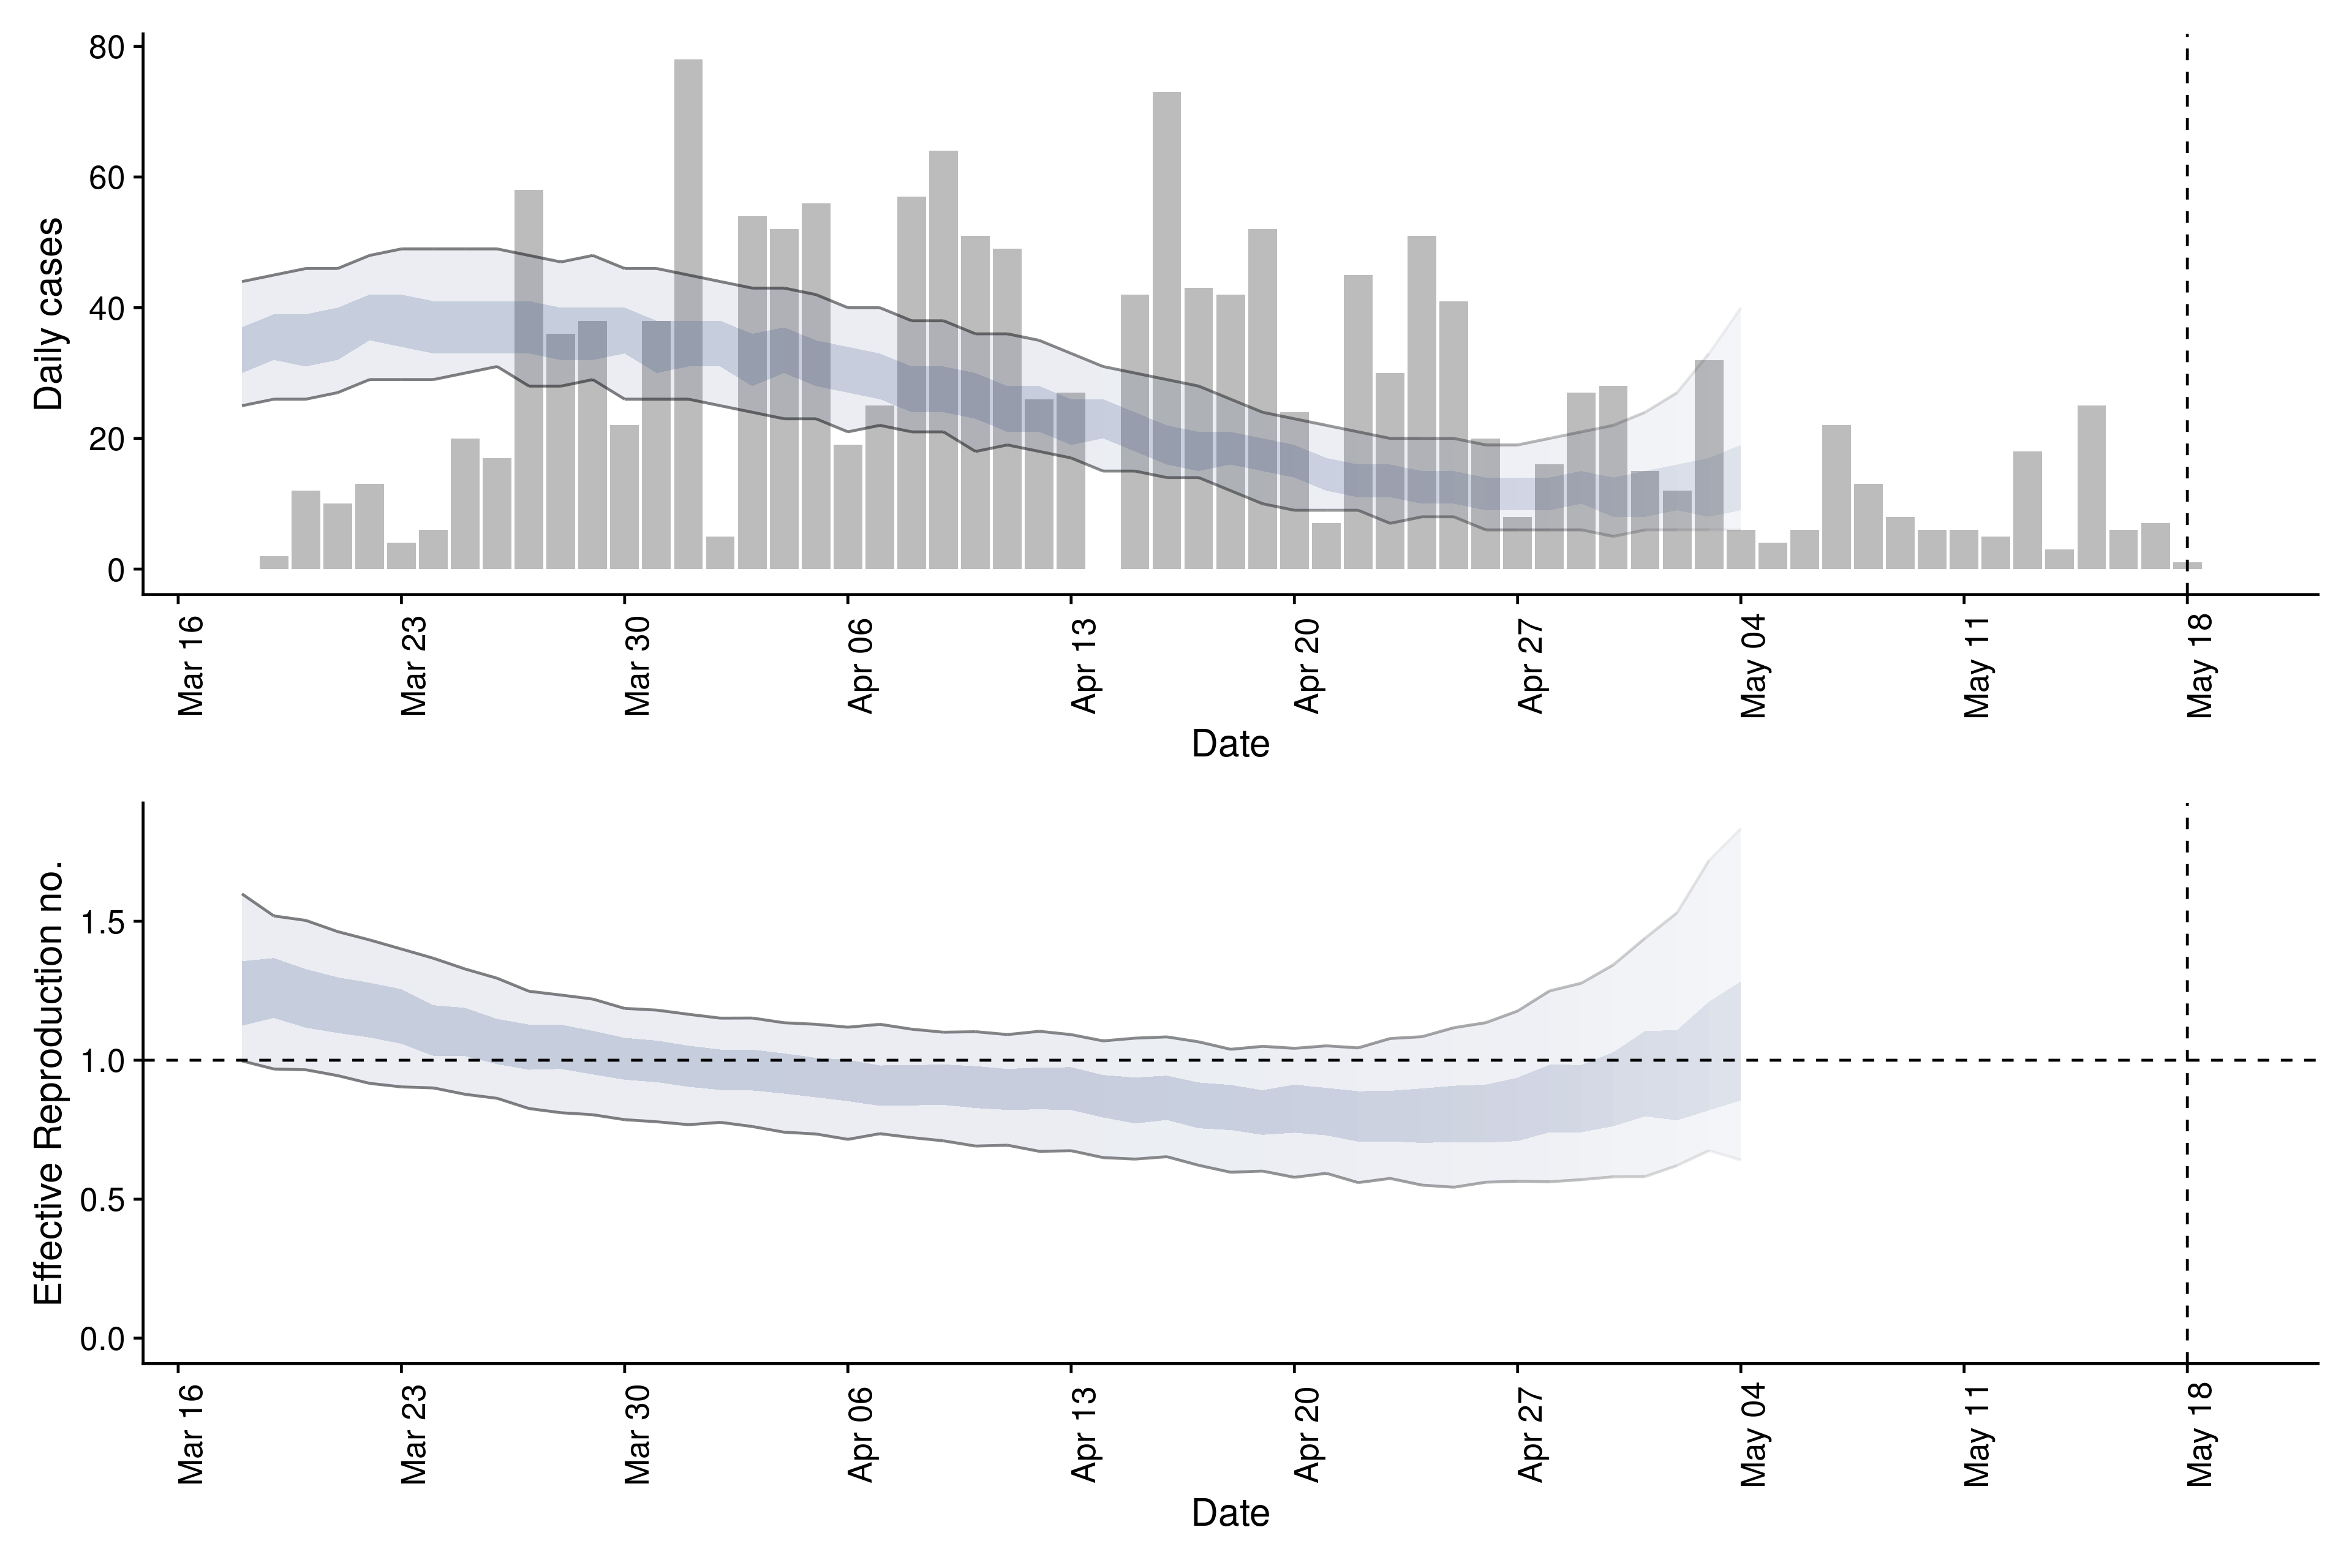 80
60
40
20
0
Daily cases
Mar 16
Mar 23
Mar 30
Apr 06
Apr 13
Apr 20
Apr 27
May 04
May 11
May 18
Date
1.5
1.0
0.5
0.0
Effective Reproduction no.
Mar 16
Mar 23
Mar 30
Apr 06
Apr 13
Apr 20
Apr 27
May 04
May 11
May 18
Date